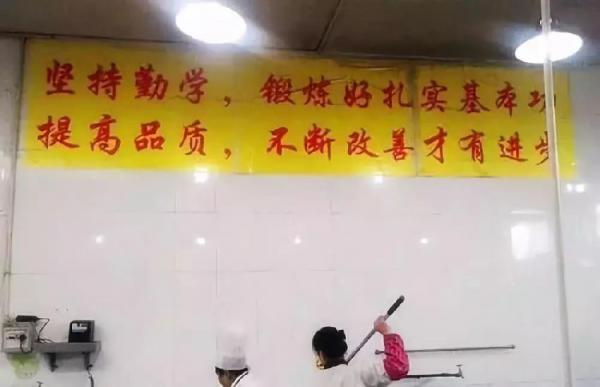 坚持勤学，锻炼好扎实基本功
提高品质，不断改善才有进步